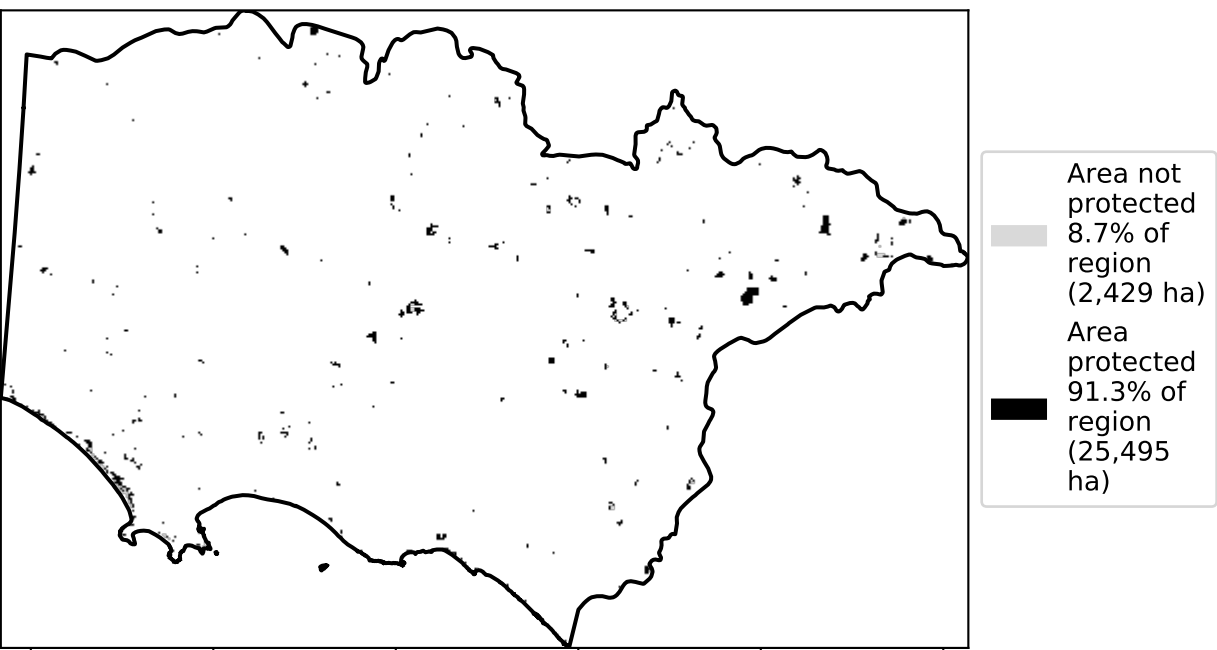 Area not
protected
8.7% of
region
(2,429 ha)
Area
protected
91.3% of
region
(25,495
ha)